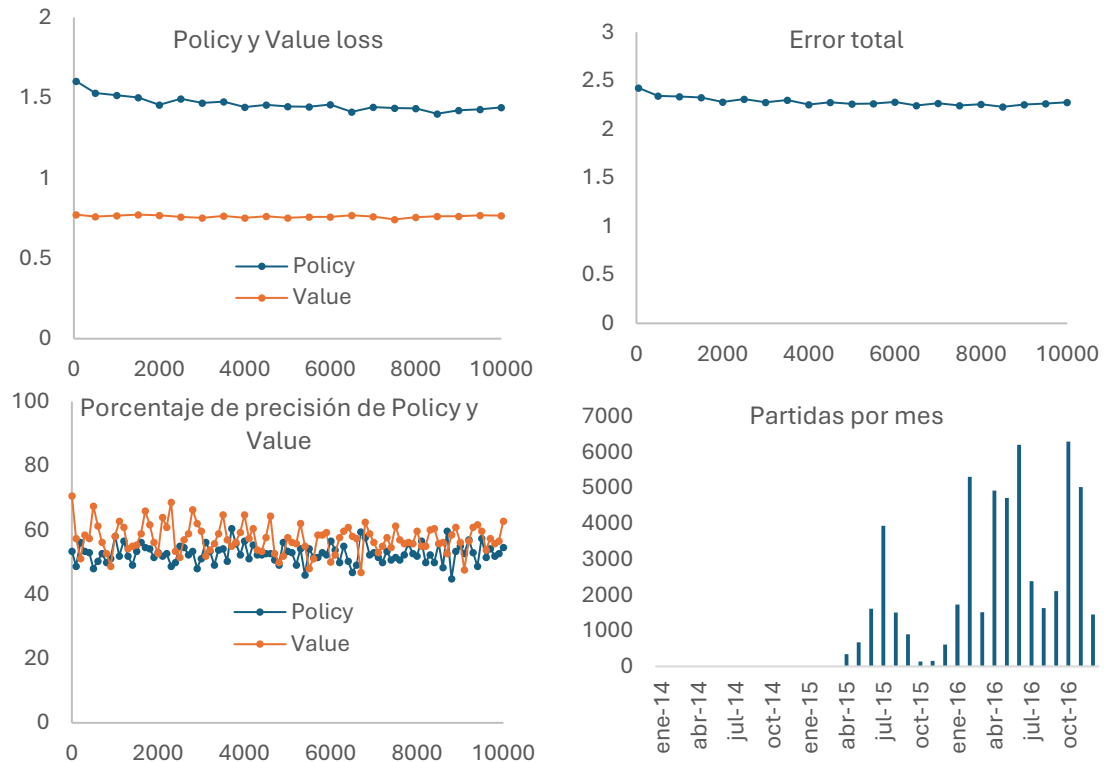 Policy y Value loss
2
1.5
1
0.5
0
Policy
Value
0 2000 4000 6000 8000 10000
Error total
3
2.5
2
1.5
1
0.5
0
0 2000 4000 6000 8000 10000
Porcentaje de precisión de Policy y
Value
100
80
60
40
20
0
Policy
Value
0 2000 4000 6000 8000 10000
Partidas por mes
7000
6000
5000
4000
3000
2000
1000
0
ene-14
abr-14
jul-14
oct-14
ene-15
abr-15
jul-15
oct-15
ene-16
abr-16
jul-16
oct-16